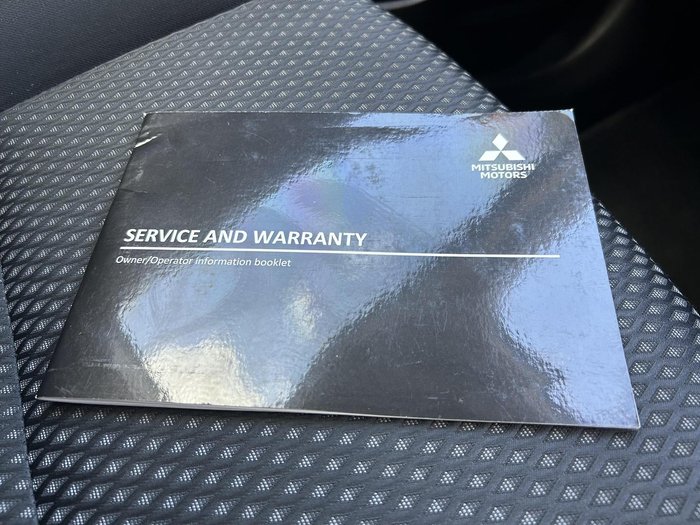 MITSUBISHI
MOTORS
SERVICE AND WARRANTY
Owner/Operator information booklet